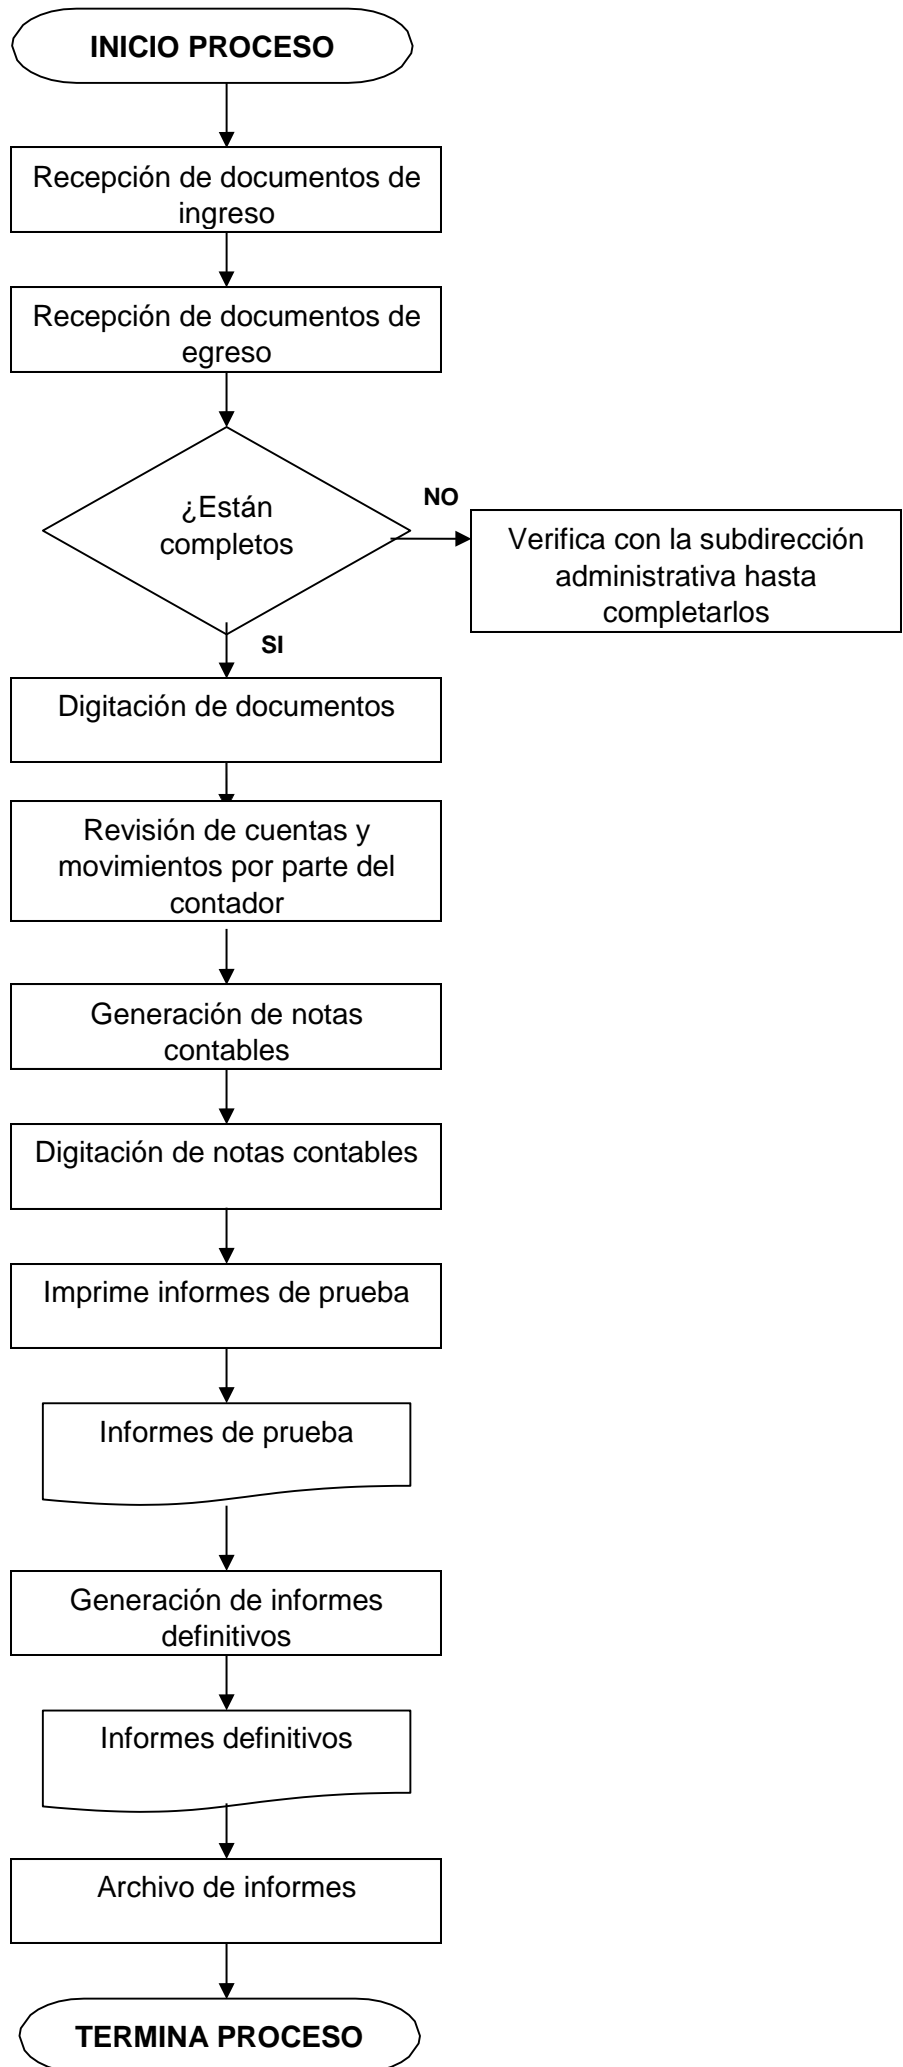 INICIO PROCESO
Recepción de documentos de
ingreso
Recepción de documentos de
egreso
¿Están
completos
NO
Verifica con la subdirección
administrativa hasta
completarlos
SI
Digitación de documentos
Revisión de cuentas y
movimientos por parte del
contador
Generación de notas
contables
Digitación de notas contables
Imprime informes de prueba
Informes de prueba
Generación de informes
definitivos
Informes definitivos
Archivo de informes
TERMINA PROCESO